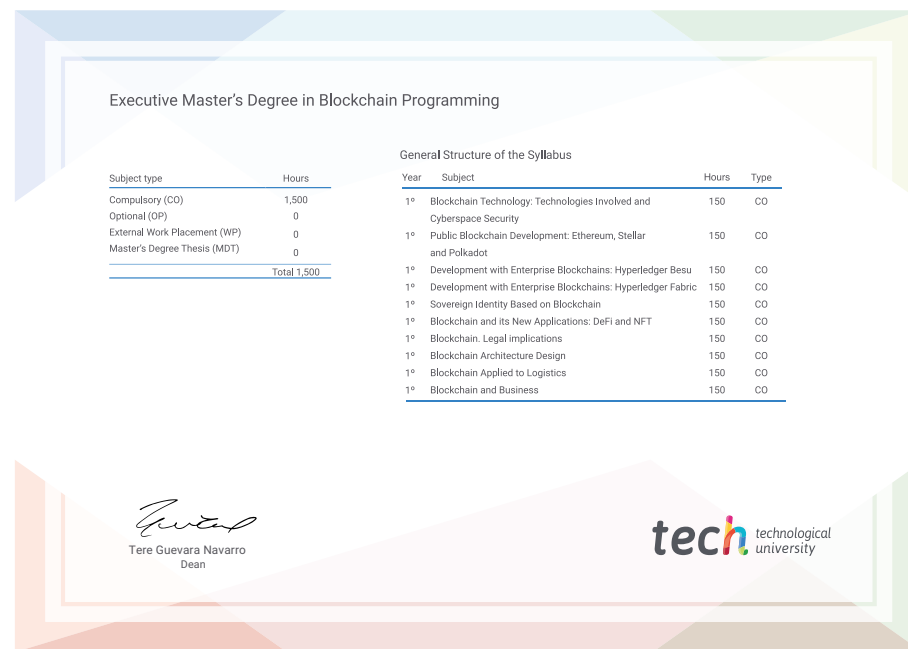 Executive Master's Degree in Blockchain Programming
General Structure of the Syllabus
Subject type Hours
Compulsory (CO) 1,500
Optional (OP) 0
External Work Placement (WP) 0
Master's Degree Thesis (MDT) 0
Total 1,500
Year Subject Hours Type
1º Blockchain Technology: Technologies Involved and 150 CO
Cyberspace Security
1º Public Blockchain Development: Ethereum, Stellar 150 CO
and Polkadot
1º Development with Enterprise Blockchains: Hyperledger Besu 150 CO
1º Development with Enterprise Blockchains: Hyperledger Fabric 150 CO
1º Sovereign Identity Based on Blockchain 150 CO
1º Blockchain and its New Applications: DeFi and NFT 150 CO
1º Blockchain. Legal implications 150 CO
1º Blockchain Architecture Design 150 CO
1º Blockchain Applied to Logistics 150 CO
1º Blockchain and Business 150 CO
Tere Guevara Navarro
Dean
tech technological
university